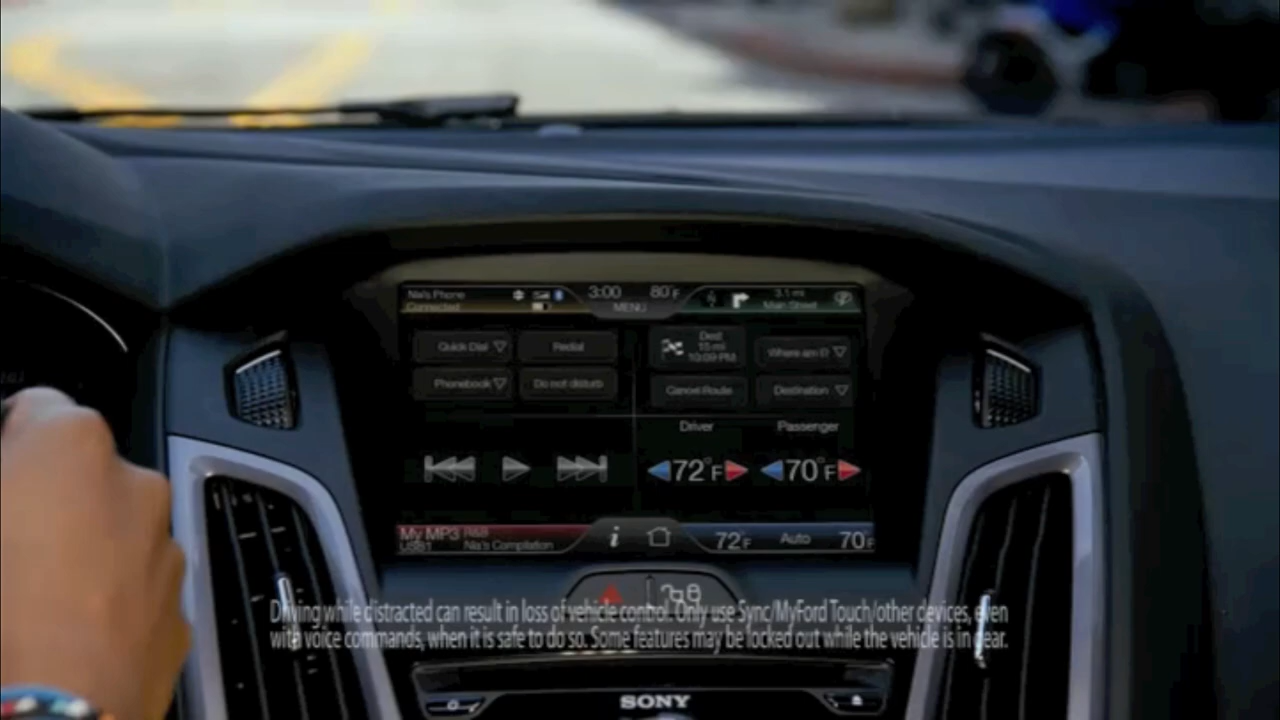 Nia's Phone
Connected
3:00
80°F
MENU
3.1 mi
Main Street
Quick Dial
Redial
Dest
15 mi
10:09 PM
Where am I?
Phonebook
Do not disturb
Cancel Route
Destination
Driver
Passenger
72°F
70°F
My MP3 R&B
USB1 Nia's Compilation
i
72°F
Auto
70°F
Driving while distracted can result in loss of vehicle control. Only use Sync/MyFord Touch/other devices, even
with voice commands, when it is safe to do so. Some features may be locked out while the vehicle is in gear.
SONY